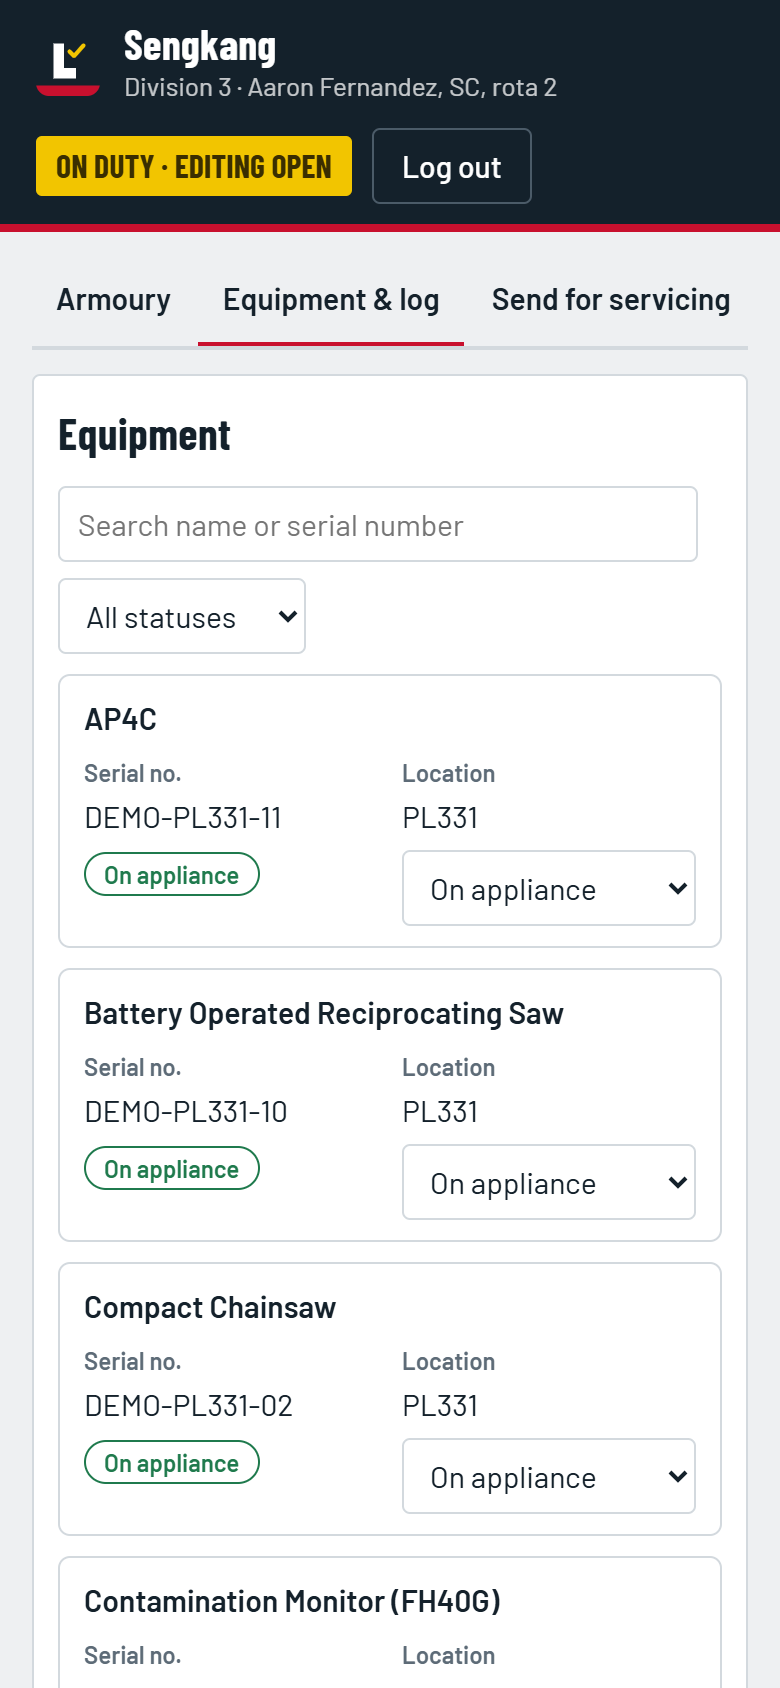 Sengkang
Division 3 · Aaron Fernandez, SC, rota 2
ON DUTY · EDITING OPEN
Log out
Armoury
Equipment & log
Send for servicing
Equipment
Search name or serial number
All statuses
AP4C
Serial no.
Location
DEMO-PL331-11
PL331
On appliance
On appliance
Battery Operated Reciprocating Saw
Serial no.
Location
DEMO-PL331-10
PL331
On appliance
On appliance
Compact Chainsaw
Serial no.
Location
DEMO-PL331-02
PL331
On appliance
On appliance
Contamination Monitor (FH40G)
Serial no.
Location